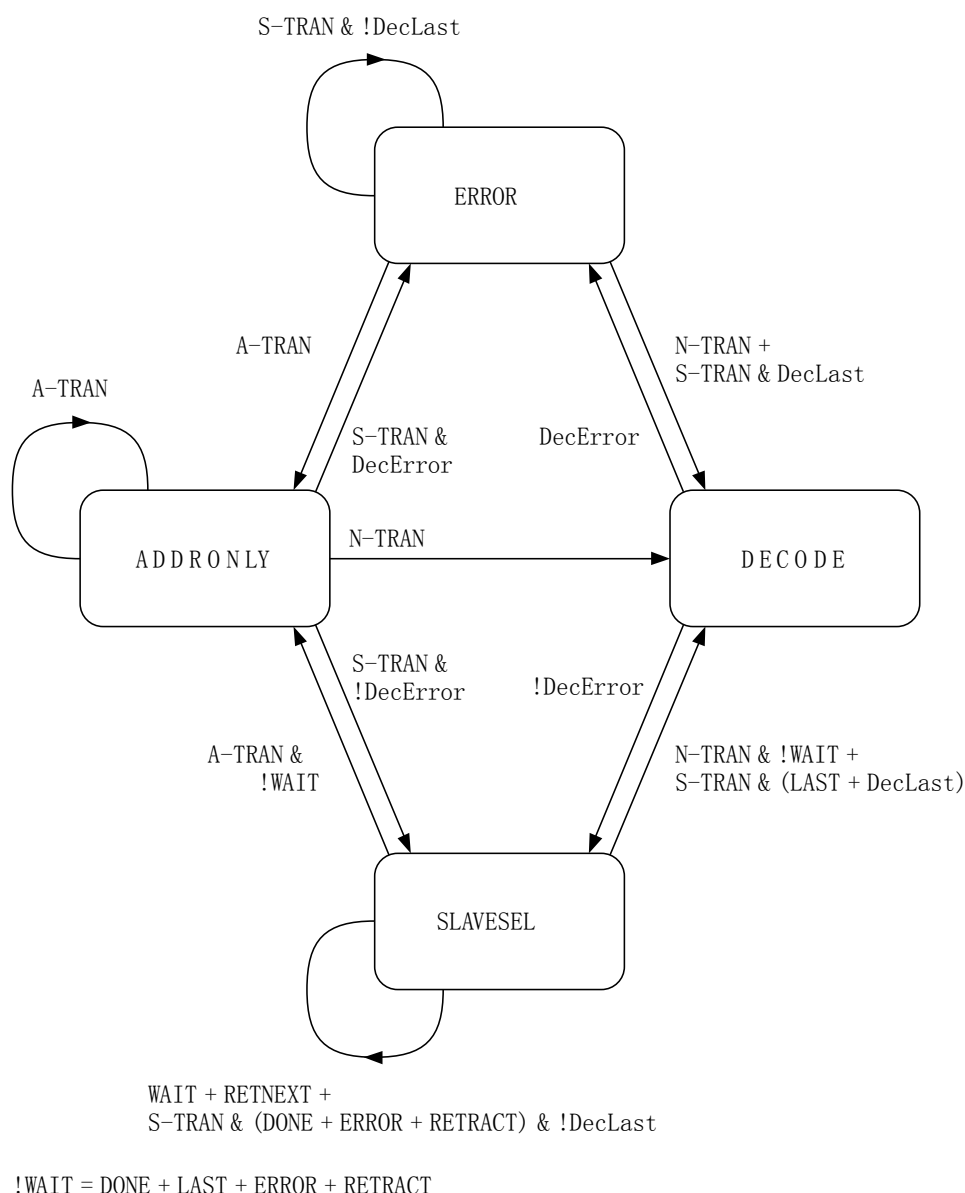 S-TRAN & !DecLast
ERROR
A-TRAN
N-TRAN +
S-TRAN & DecLast
A-TRAN
S-TRAN &
DecError
DecError
N-TRAN
ADDRONLY
DECODE
S-TRAN &
!DecError
!DecError
A-TRAN &
!WAIT
N-TRAN & !WAIT +
S-TRAN & (LAST + DecLast)
SLAVESEL
WAIT + RETNEXT +
S-TRAN & (DONE + ERROR + RETRACT) & !DecLast
!WAIT = DONE + LAST + ERROR + RETRACT